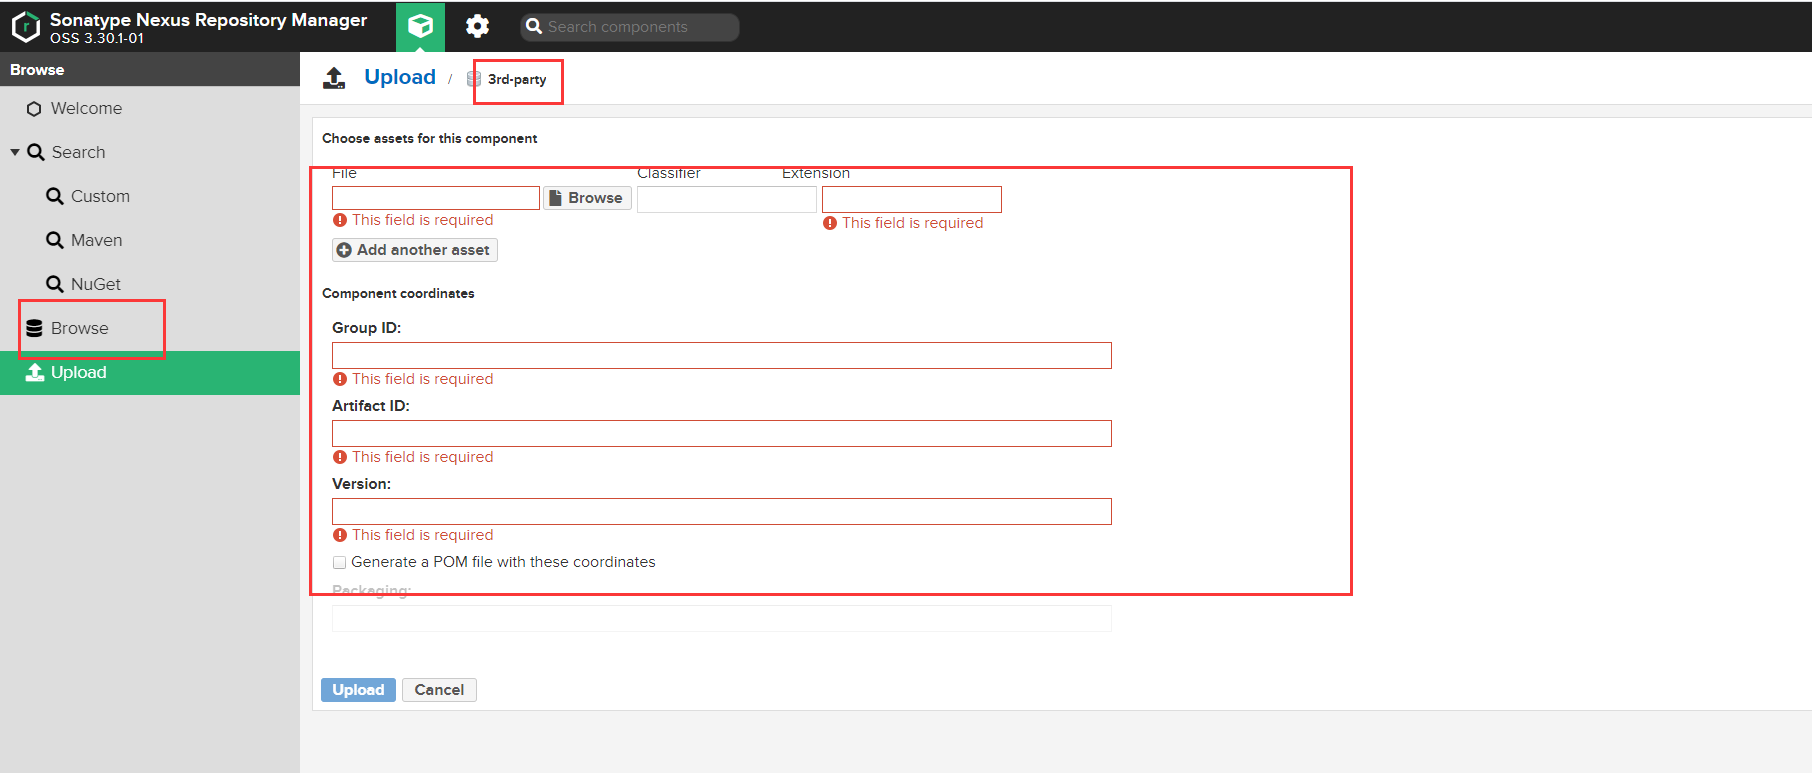 Sonatype Nexus Repository Manager
OSS 3.30.1-01
Search components
Browse
Welcome
Search
Custom
Maven
NuGet
Browse
Upload
Upload / 3rd-party
Choose assets for this component
File Classifier Extension
Browse
This field is required
This field is required
Add another asset
Component coordinates
Group ID:
This field is required
Artifact ID:
This field is required
Version:
This field is required
Generate a POM file with these coordinates
Packaging:
Upload Cancel